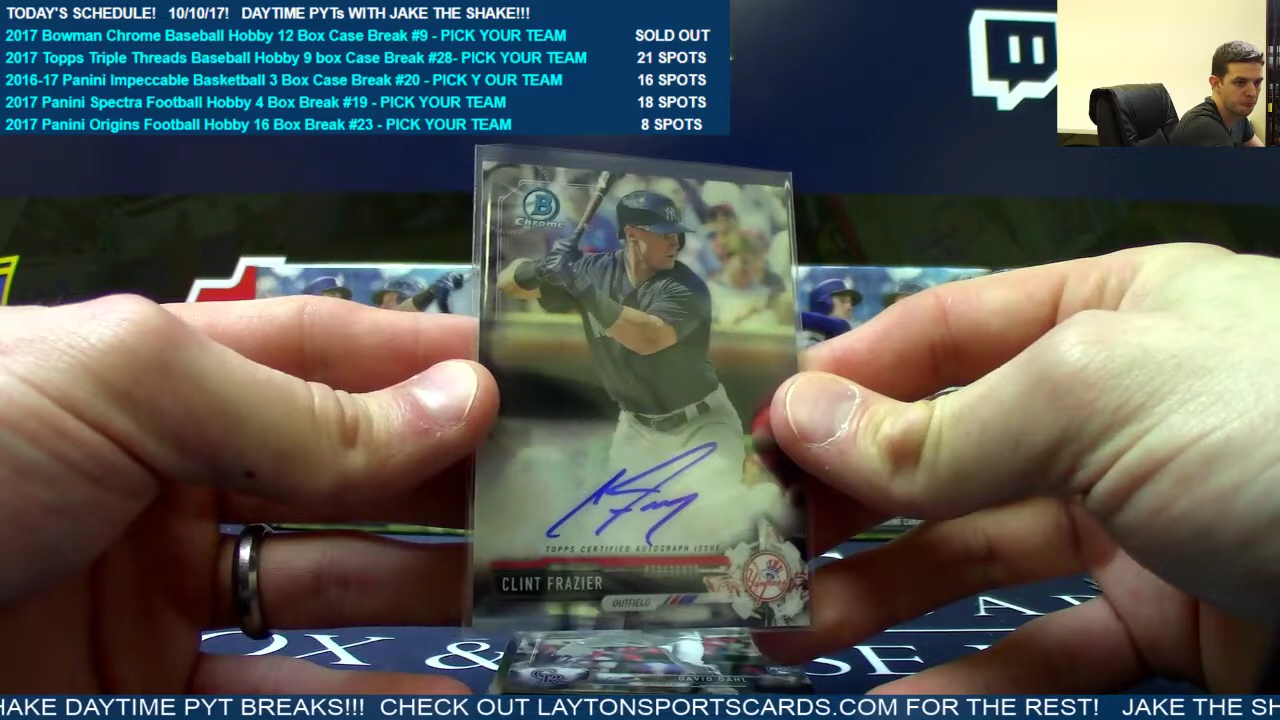 TODAY'S SCHEDULE! 10/10/17! DAYTIME PYTs WITH JAKE THE SHAKE!!!
2017 Bowman Chrome Baseball Hobby 12 Box Case Break #9 - PICK YOUR TEAM SOLD OUT
2017 Topps Triple Threads Baseball Hobby 9 box Case Break #28- PICK YOUR TEAM 21 SPOTS
2016-17 Panini Impeccable Basketball 3 Box Case Break #20 - PICK Y OUR TEAM 16 SPOTS
2017 Panini Spectra Football Hobby 4 Box Break #19 - PICK YOUR TEAM 18 SPOTS
2017 Panini Origins Football Hobby 16 Box Break #23 - PICK YOUR TEAM 8 SPOTS
B
Chrome
NY
TOPPS CERTIFIED AUTOGRAPH ISSUE
CLINT FRAZIER
OUTFIELD
Yankees
OX & CASE
DAVID DAHL
HAKE DAYTIME PYT BREAKS!!! CHECK OUT LAYTONSPORTSCARDS.COM FOR THE REST! JAKE THE SH